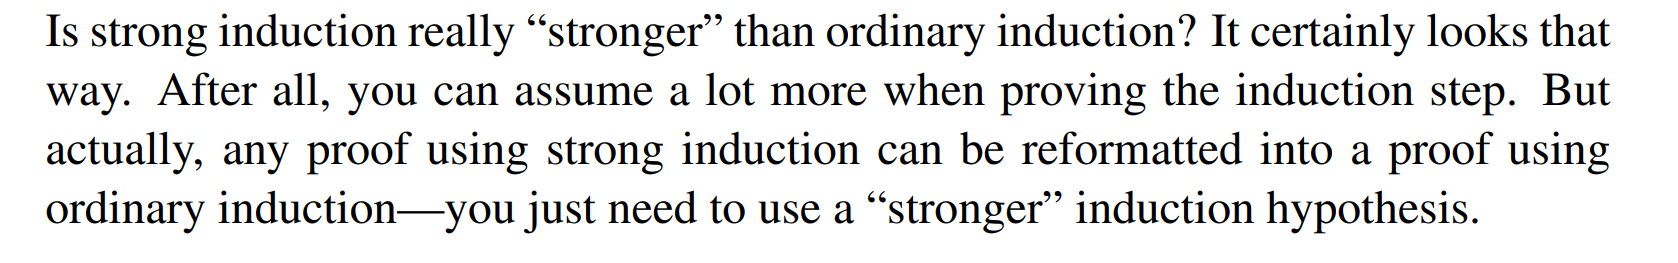 Is strong induction really “stronger” than ordinary induction? It certainly looks that
way. After all, you can assume a lot more when proving the induction step. But
actually, any proof using strong induction can be reformatted into a proof using
ordinary induction—you just need to use a “stronger” induction hypothesis.